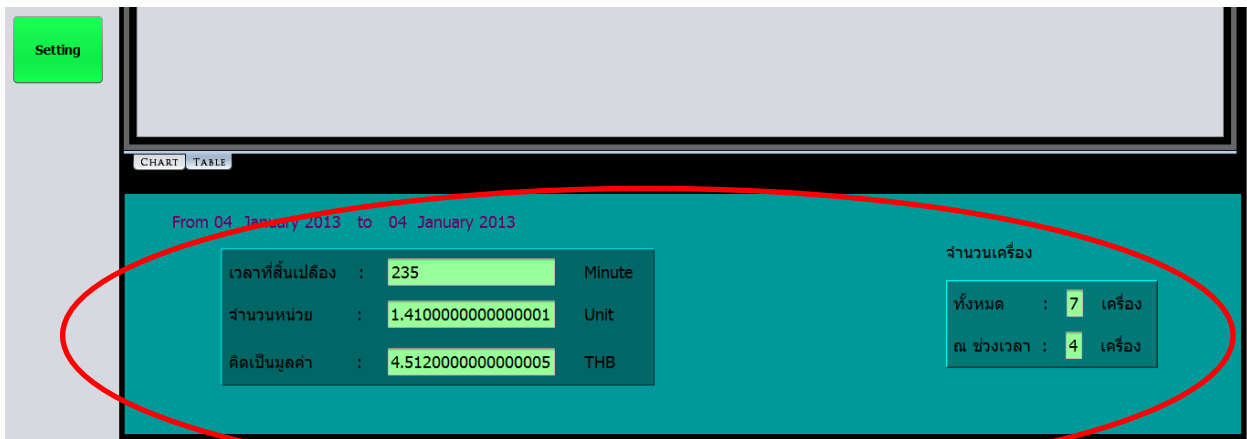 Setting
CHART TABLE
From 04 January 2013 to 04 January 2013
จำนวนเครื่อง
เวลาที่สิ้นเปลือง : 235 Minute
จำนวนหน่วย : 1.4100000000000001 Unit
คิดเป็นมูลค่า : 4.5120000000000005 THB
ทั้งหมด : 7 เครื่อง
ณ ช่วงเวลา : 4 เครื่อง